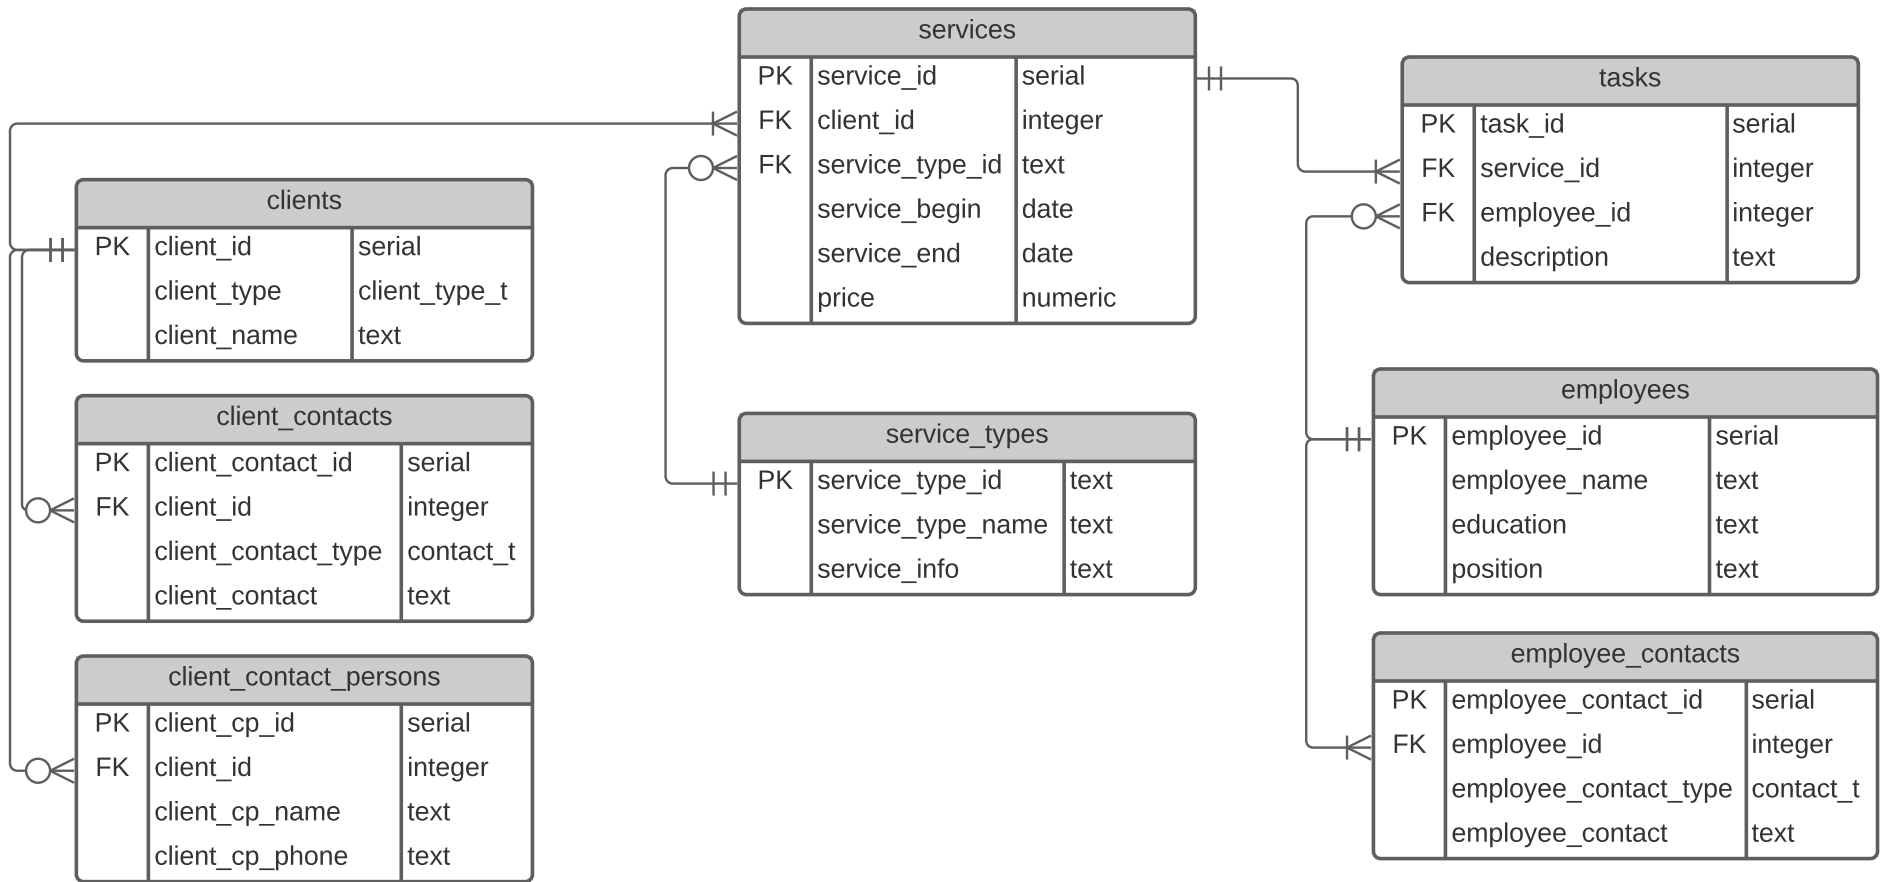 services
PK service_id serial
FK client_id integer
FK service_type_id text
service_begin date
service_end date
price numeric
tasks
PK task_id serial
FK service_id integer
FK employee_id integer
description text
clients
PK client_id serial
client_type client_type_t
client_name text
client_contacts
PK client_contact_id serial
FK client_id integer
client_contact_type contact_t
client_contact text
service_types
PK service_type_id text
service_type_name text
service_info text
employees
PK employee_id serial
employee_name text
education text
position text
client_contact_persons
PK client_cp_id serial
FK client_id integer
client_cp_name text
client_cp_phone text
employee_contacts
PK employee_contact_id serial
FK employee_id integer
employee_contact_type contact_t
employee_contact text